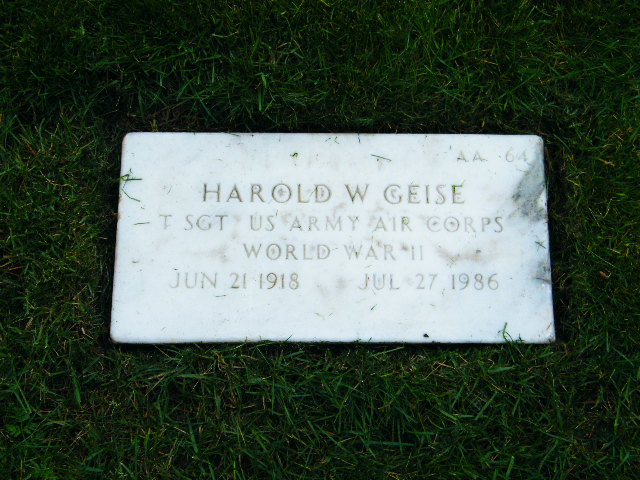 AA 64
HAROLD W GEISE
T SGT US ARMY AIR CORPS
WORLD WAR II
JUN 21 1918 JUL 27 1986